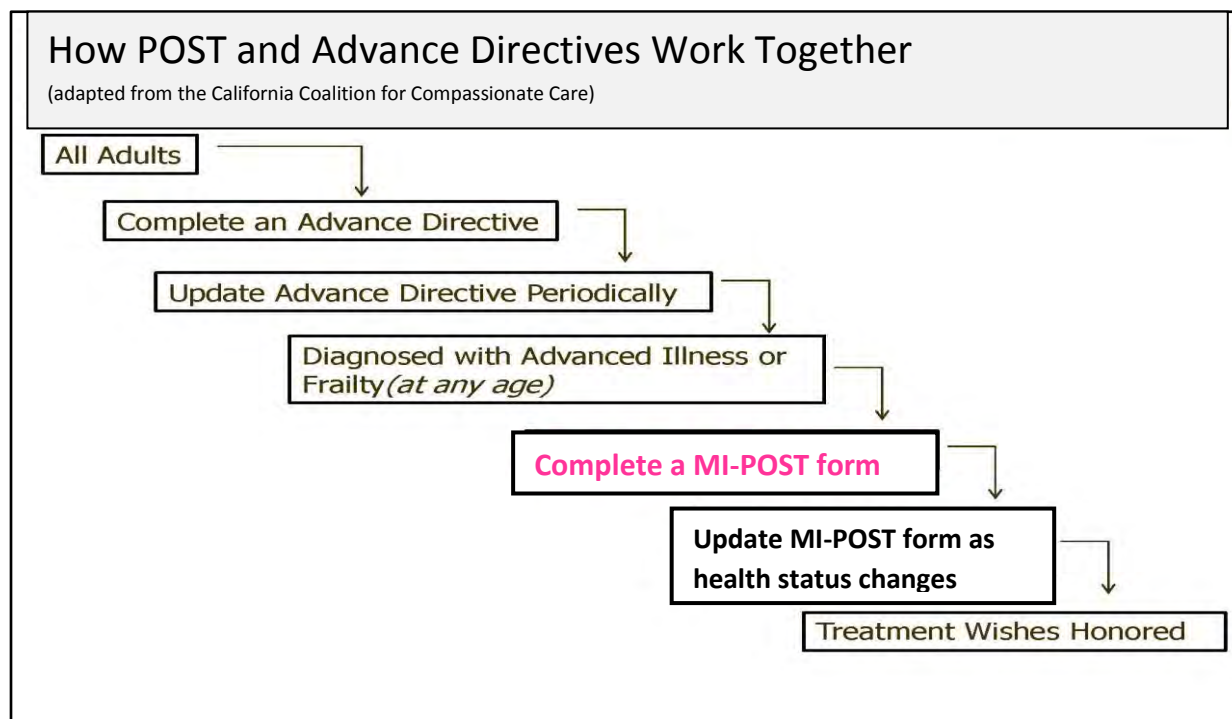 How POST and Advance Directives Work Together
(adapted from the California Coalition for Compassionate Care)
All Adults
Complete an Advance Directive
Update Advance Directive Periodically
Diagnosed with Advanced Illness or
Frailty(at any age)
Complete a MI-POST form
Update MI-POST form as
health status changes
Treatment Wishes Honored